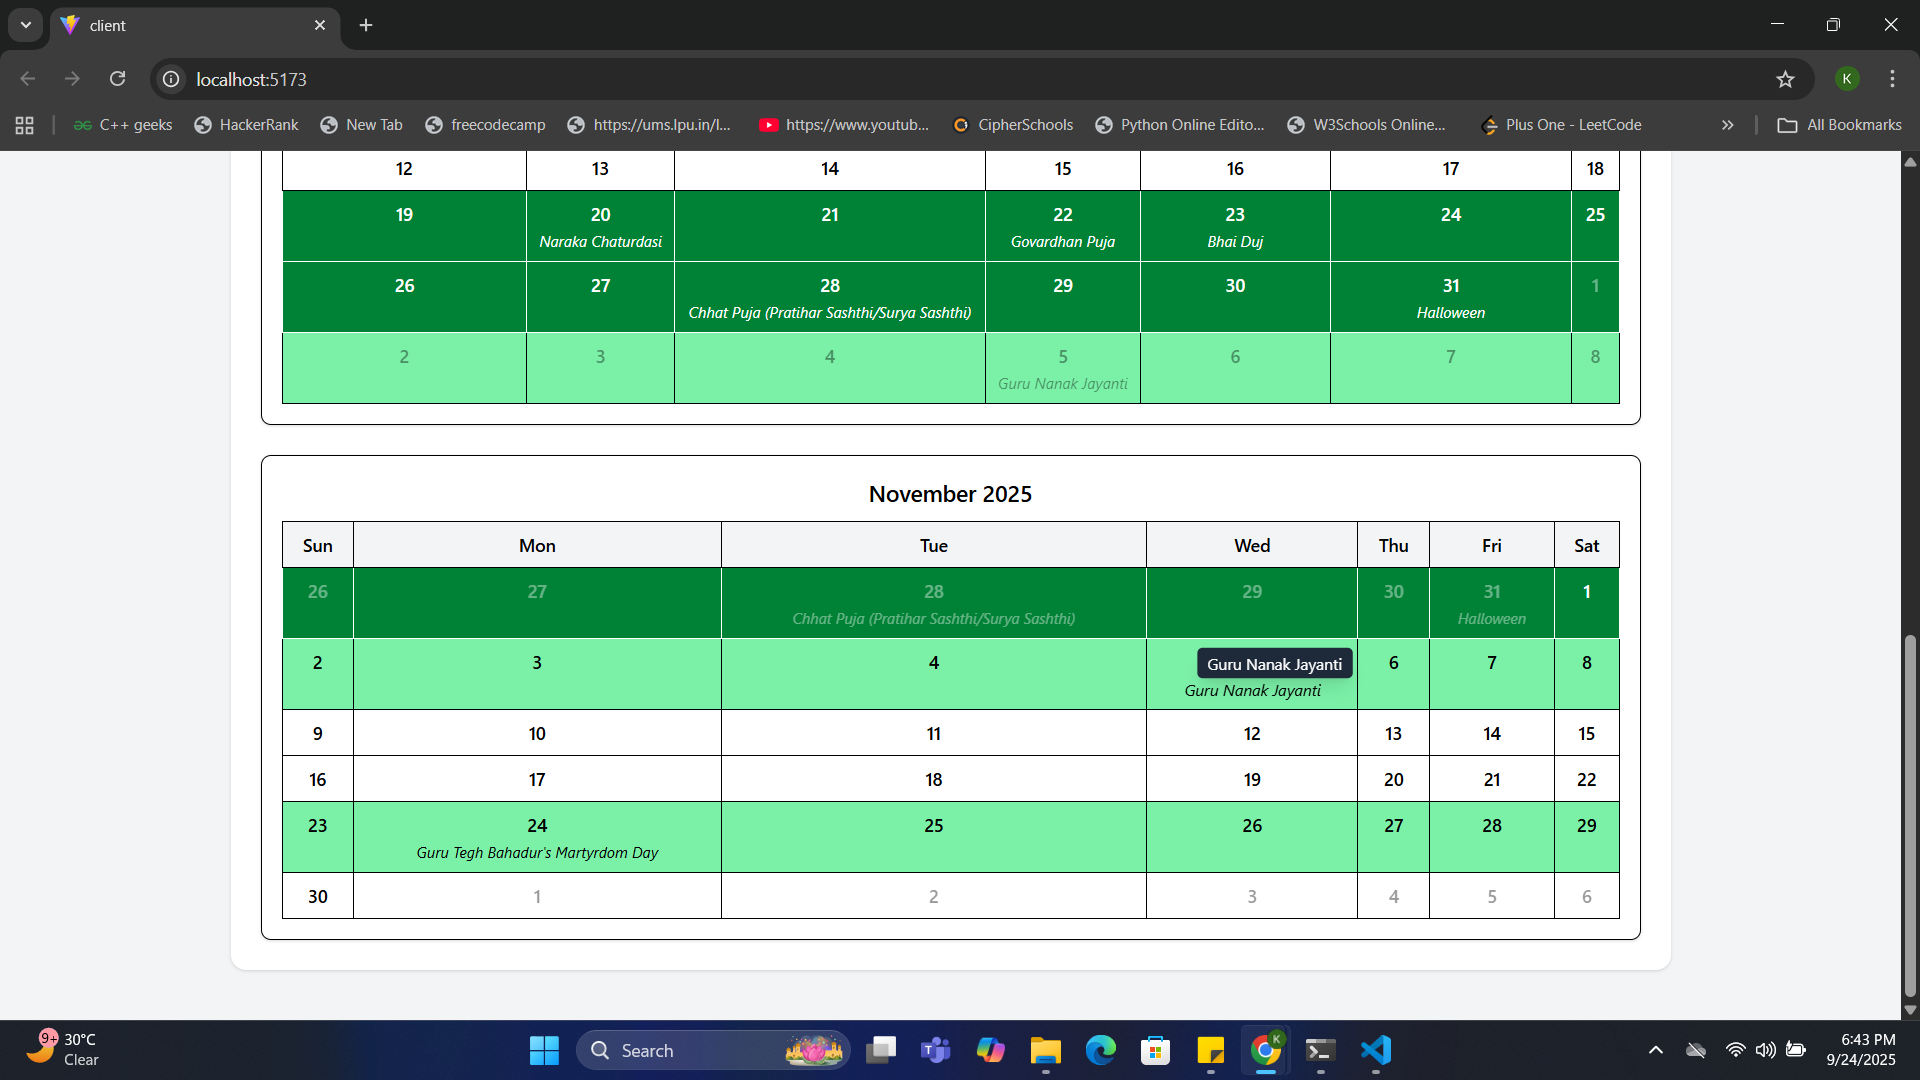 client
localhost:5173
C++ geeks HackerRank New Tab freecodecamp https://ums.lpu.in/l... https://www.youtub... CipherSchools Python Online Edito... W3Schools Online... Plus One - LeetCode All Bookmarks
12 13 14 15 16 17 18
19 20 21 22 23 24 25
Naraka Chaturdasi Govardhan Puja Bhai Duj
26 27 28 29 30 31 1
Chhat Puja (Pratihar Sashthi/Surya Sashthi) Halloween
2 3 4 5 6 7 8
Guru Nanak Jayanti
November 2025
Sun Mon Tue Wed Thu Fri Sat
26 27 28 29 30 31 1
Chhat Puja (Pratihar Sashthi/Surya Sashthi) Halloween
2 3 4 Guru Nanak Jayanti 6 7 8
Guru Nanak Jayanti
9 10 11 12 13 14 15
16 17 18 19 20 21 22
23 24 25 26 27 28 29
Guru Tegh Bahadur's Martyrdom Day
30 1 2 3 4 5 6
9+ 30°C
Clear
Search
K
6:43 PM
9/24/2025